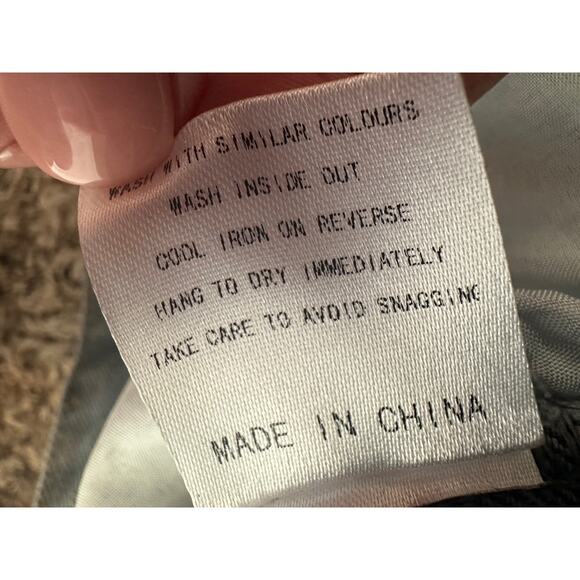 WASH WITH SIMILAR COLOURS
WASH INSIDE OUT
COOL IRON ON REVERSE
HANG TO DRY IMMEDIATELY
TAKE CARE TO AVOID SNAGGING
MADE IN CHINA